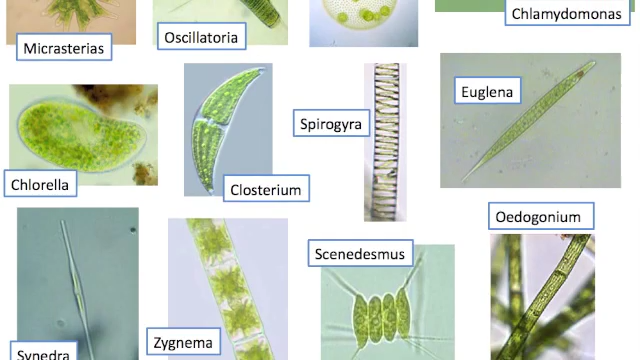 Chlamydomonas
Oscillatoria
Micrasterias
Euglena
Spirogyra
Chlorella
Closterium
Oedogonium
Scenedesmus
Zygnema
Synedra